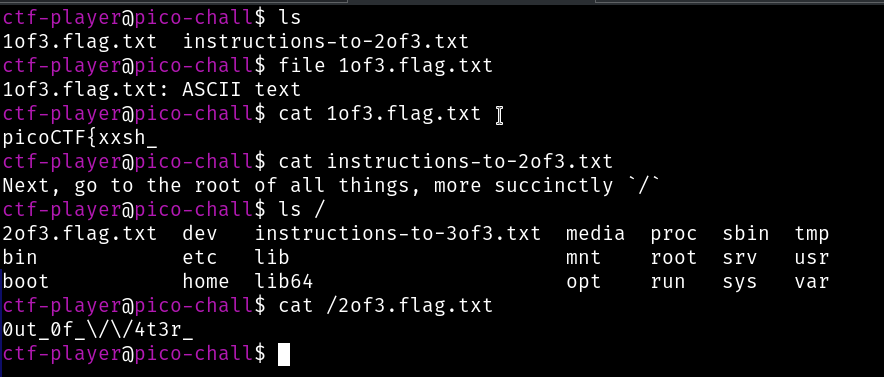 ctf-player@pico-chall$ ls
1of3.flag.txt  instructions-to-2of3.txt
ctf-player@pico-chall$ file 1of3.flag.txt
1of3.flag.txt: ASCII text
ctf-player@pico-chall$ cat 1of3.flag.txt
picoCTF{xxsh_
ctf-player@pico-chall$ cat instructions-to-2of3.txt
Next, go to the root of all things, more succinctly `/`
ctf-player@pico-chall$ ls /
2of3.flag.txt  dev   instructions-to-3of3.txt  media  proc  sbin  tmp
bin            etc   lib                       mnt    root  srv   usr
boot           home  lib64                     opt    run   sys   var
ctf-player@pico-chall$ cat /2of3.flag.txt
0ut_0f_\/\/4t3r_
ctf-player@pico-chall$